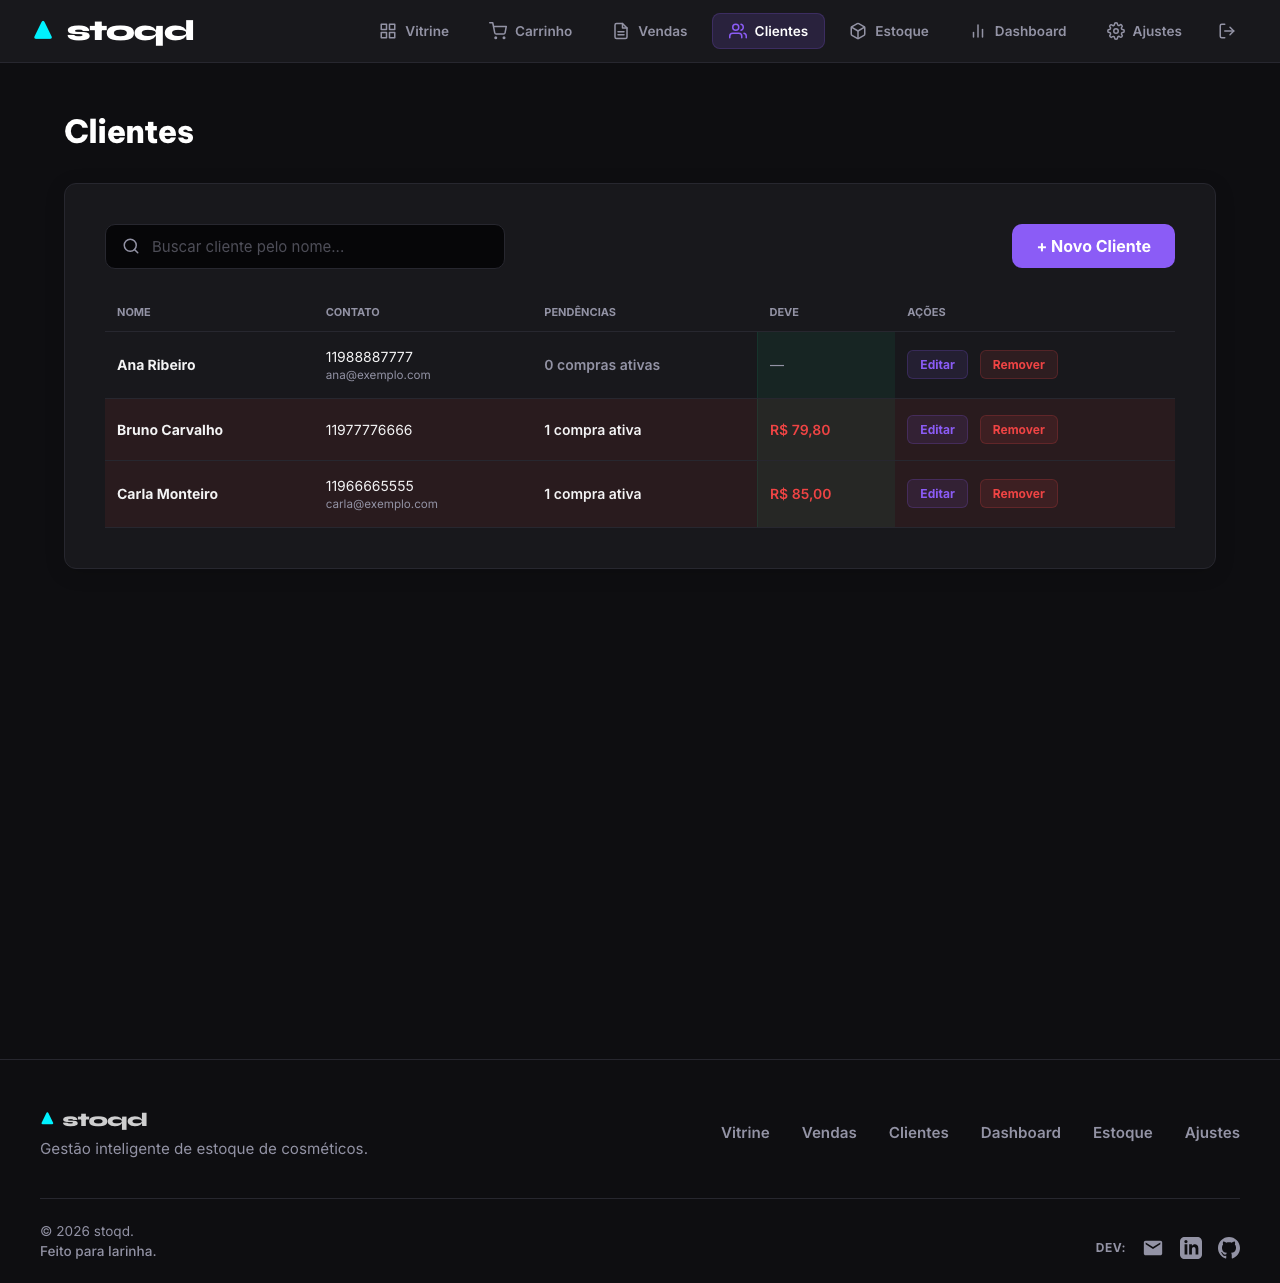 stoqd
Vitrine
Carrinho
Vendas
Clientes
Estoque
Dashboard
Ajustes
Clientes
Buscar cliente pelo nome...
+ Novo Cliente
NOME CONTATO PENDÊNCIAS DEVE AÇÕES
Ana Ribeiro 11988887777 0 compras ativas — Editar Remover
ana@exemplo.com
Bruno Carvalho 11977776666 1 compra ativa R$ 79,80 Editar Remover
Carla Monteiro 11966665555 1 compra ativa R$ 85,00 Editar Remover
carla@exemplo.com
stoqd
Gestão inteligente de estoque de cosméticos.
Vitrine Vendas Clientes Dashboard Estoque Ajustes
© 2026 stoqd.
Feito para larinha.
DEV: